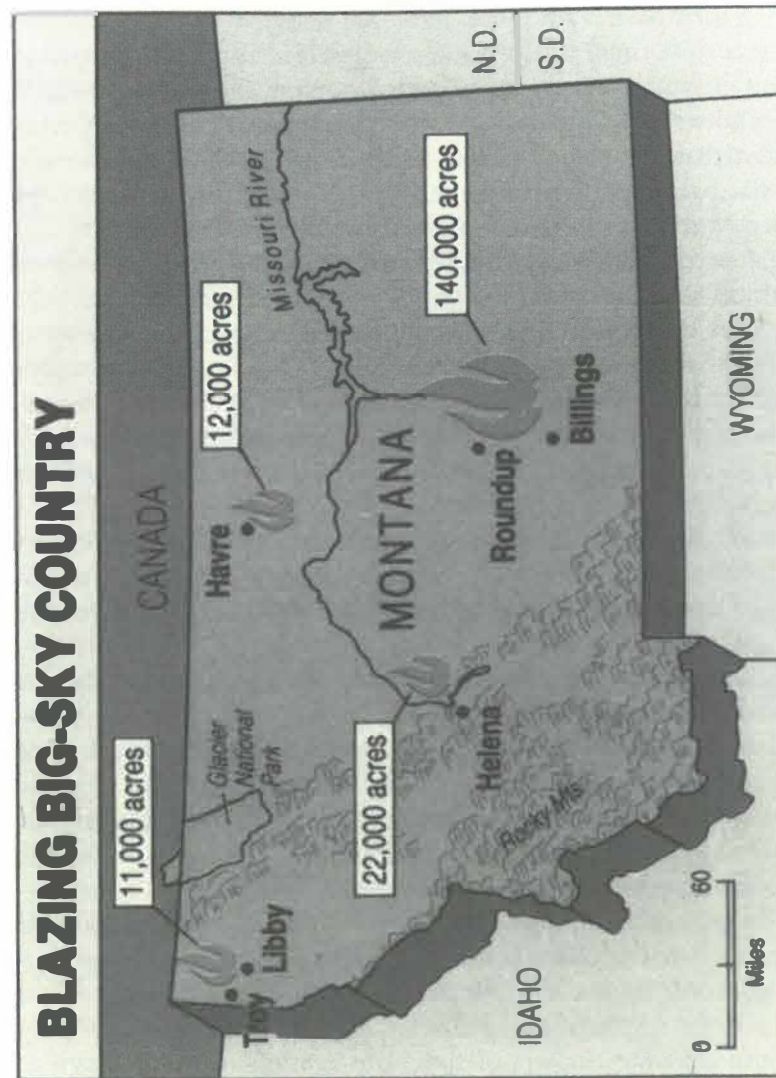 BLAZING BIG-SKY COUNTRY
CANADA
11,000 acres
Glacier
National
Park
Troy
Libby
Havre
12,000 acres
Missouri River
N.D.
S.D.
MONTANA
22,000 acres
Helena
Roundup
140,000 acres
Billings
Rocky Mts.
IDAHO
WYOMING
0
60
Miles